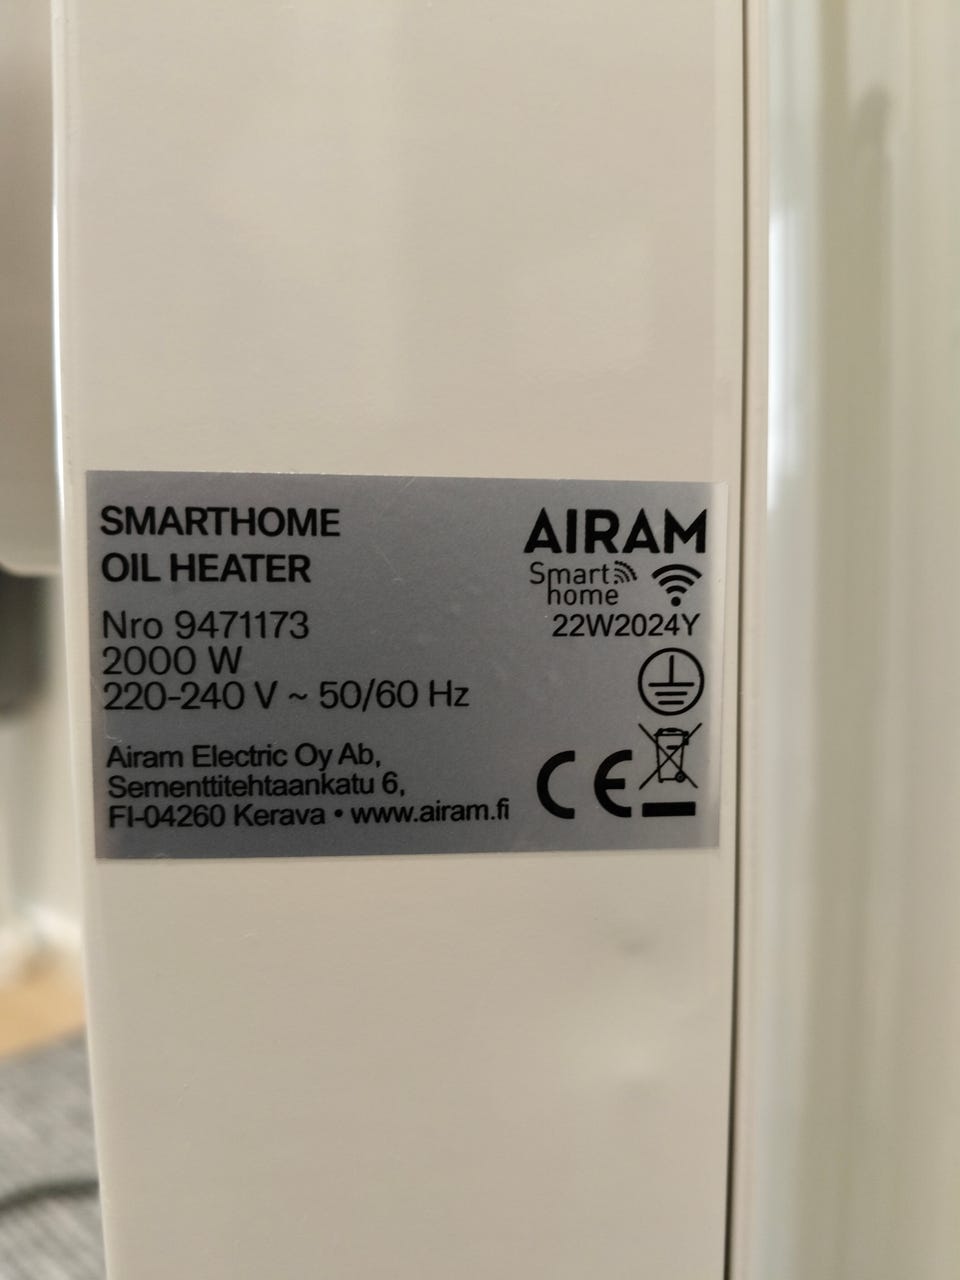 SMARTHOME
OIL HEATER
Nro 9471173
2000 W
220-240 V ~ 50/60 Hz
Airam Electric Oy Ab,
Sementtitehtaankatu 6,
FI-04260 Kerava • www.airam.fi
AIRAM
Smart
home
22W2024Y
CE